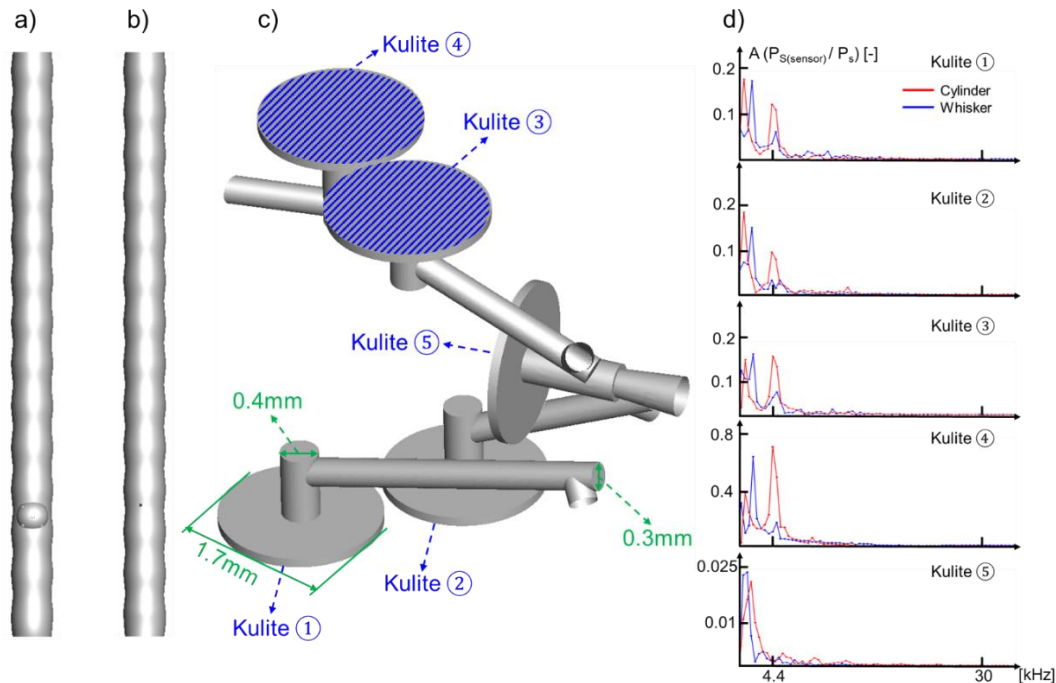 a)
b)
c)
d)
Kulite ④
Kulite ③
Kulite ⑤
0.4mm
0.3mm
1.7mm
Kulite ②
Kulite ①
A (P_S(sensor) / P_s) [-]
Kulite ①
0.2
Cylinder
Whisker
0.1
Kulite ②
0.2
0.1
Kulite ③
0.2
0.1
Kulite ④
0.8
0.4
Kulite ⑤
0.025
0.01
4.4
30
[kHz]